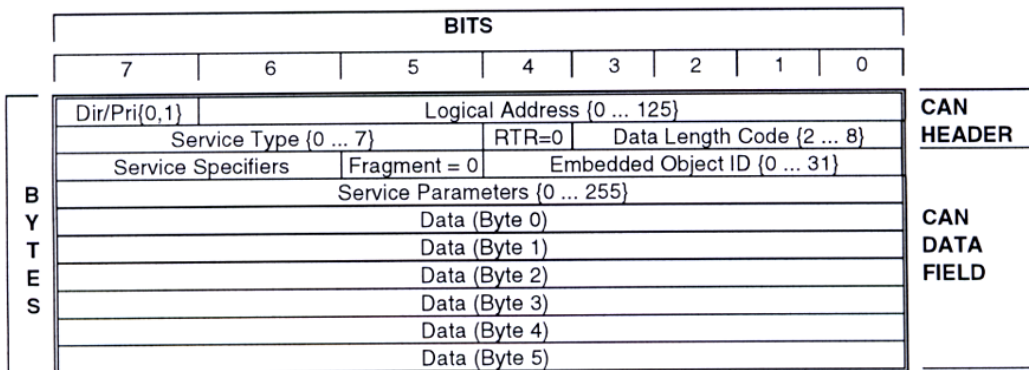 BITS
7 6 5 4 3 2 1 0
Dir/Pri{0,1} Logical Address {0 ... 125}
CAN
HEADER
Service Type {0 ... 7} RTR=0 Data Length Code {2 ... 8}
Service Specifiers Fragment = 0 Embedded Object ID {0 ... 31}
Service Parameters {0 ... 255}
BYTES
Data (Byte 0)
Data (Byte 1)
Data (Byte 2)
Data (Byte 3)
Data (Byte 4)
Data (Byte 5)
CAN
DATA
FIELD